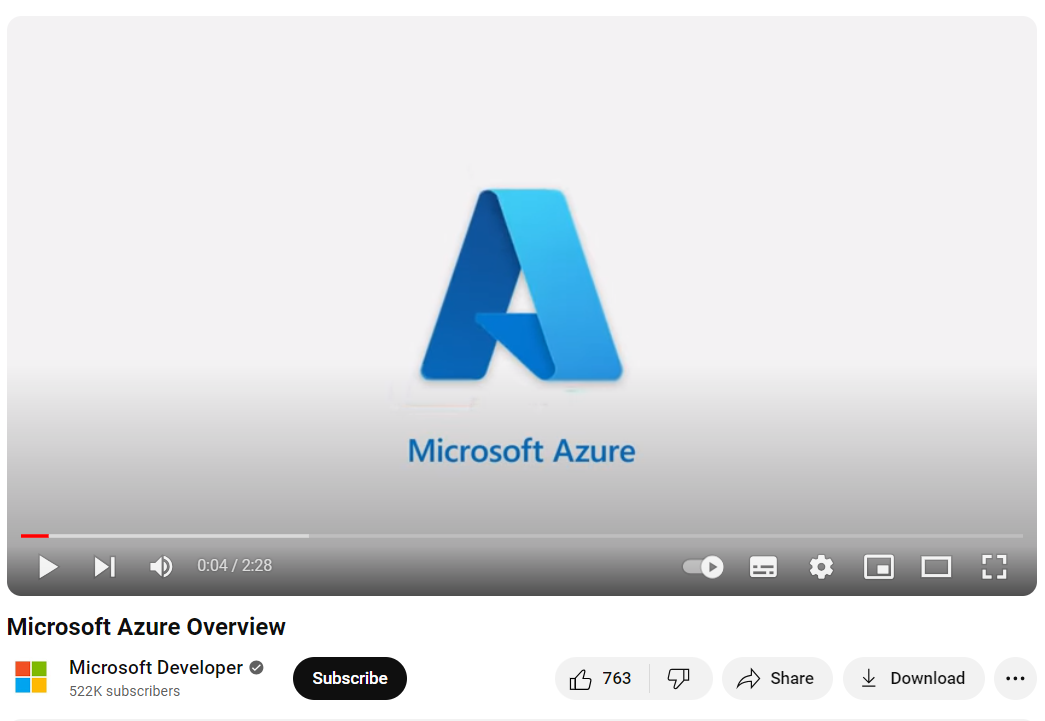 Microsoft Azure
0:04 / 2:28
Microsoft Azure Overview
Microsoft Developer
522K subscribers
Subscribe
763
Share
Download